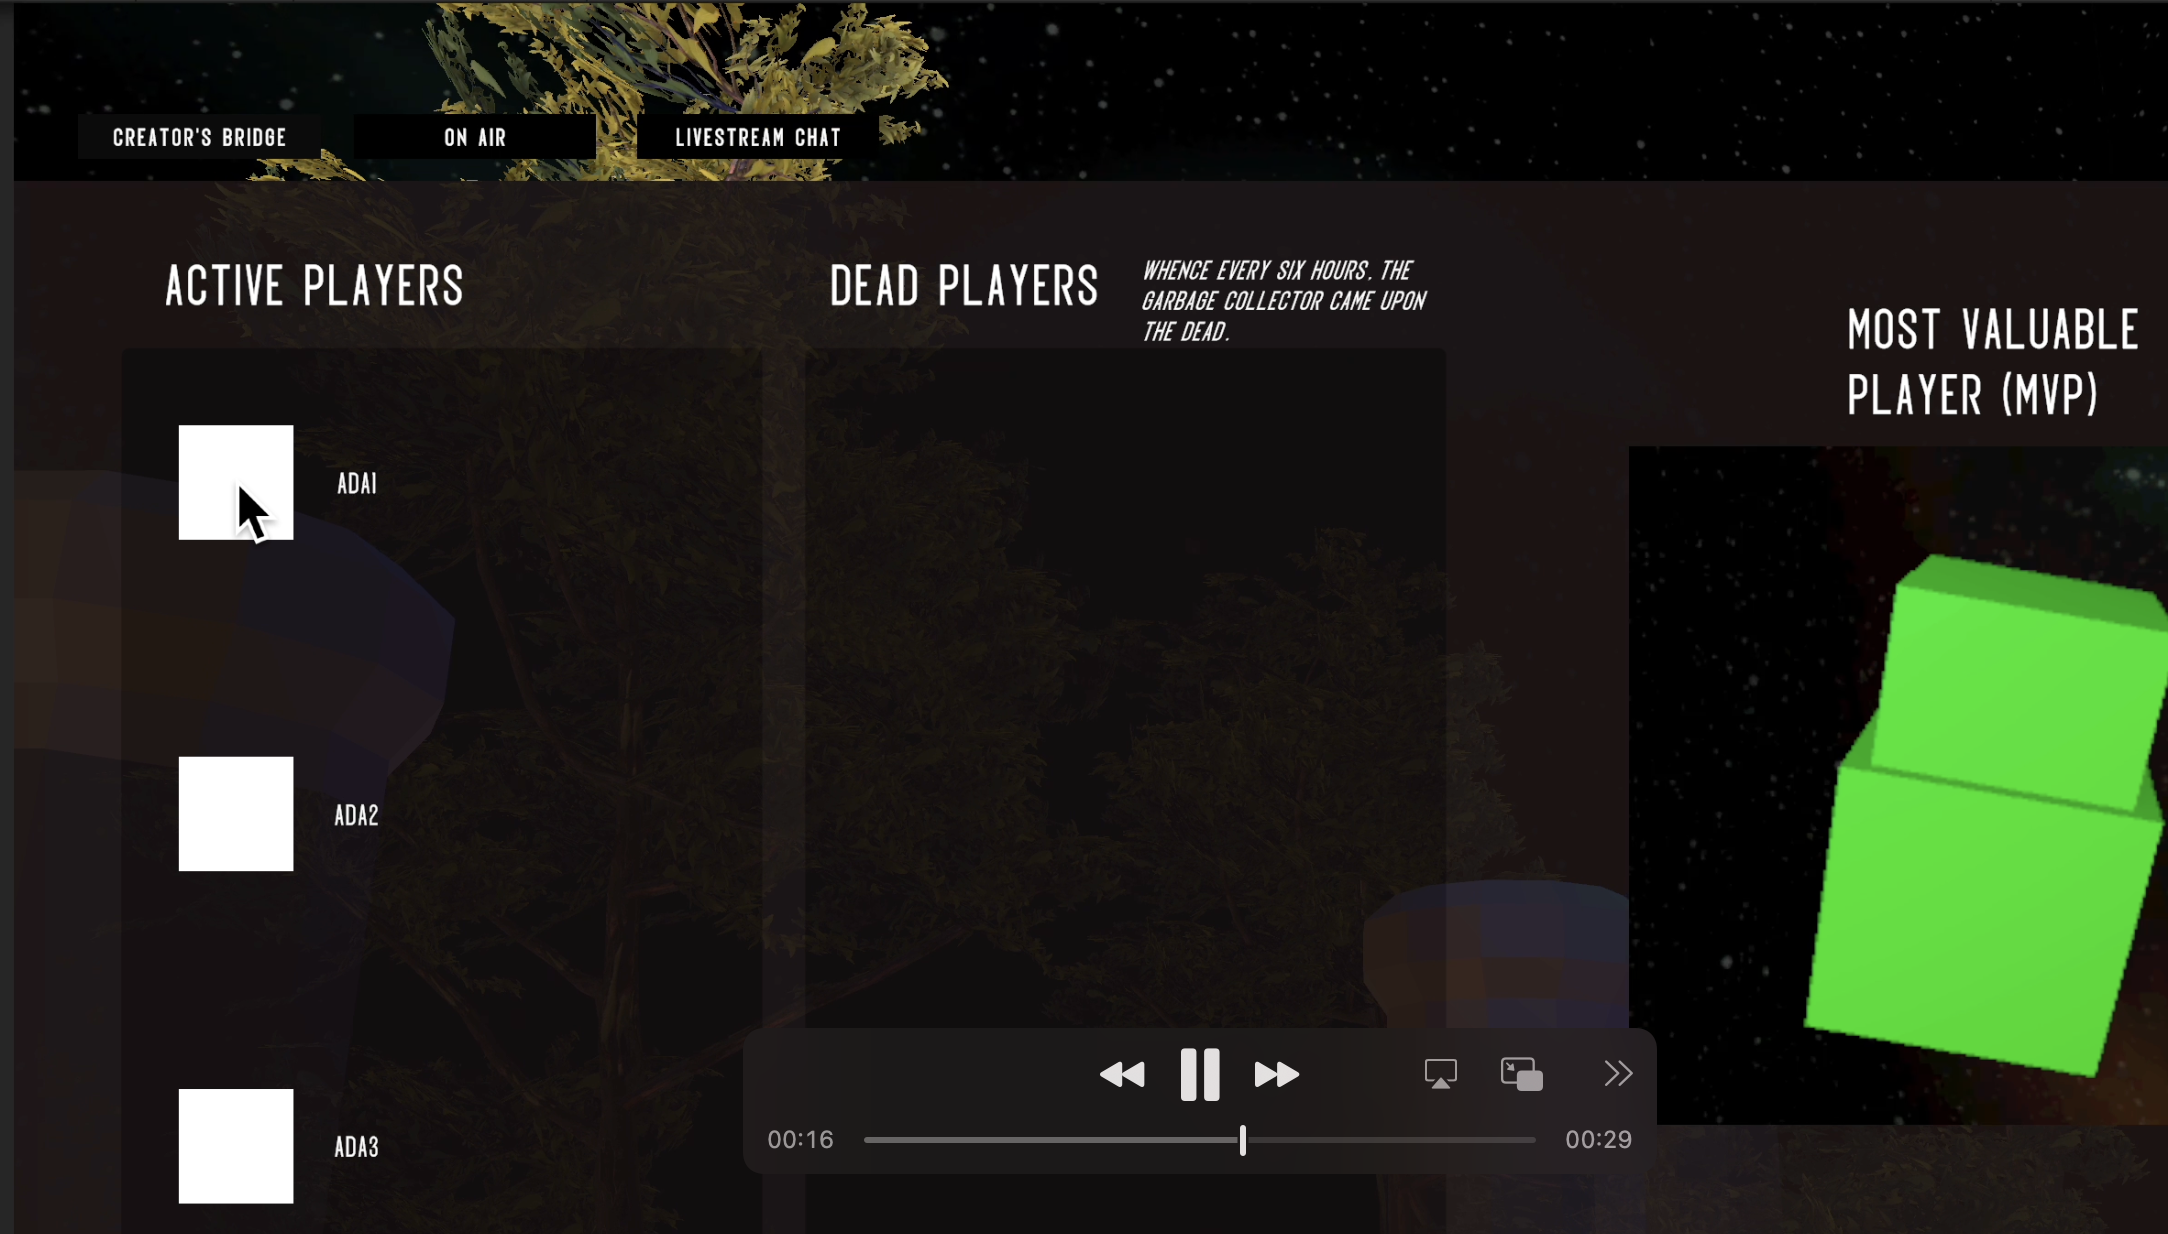 CREATOR'S BRIDGE
ON AIR
LIVESTREAM CHAT
ACTIVE PLAYERS
DEAD PLAYERS
WHENCE EVERY SIX HOURS, THE
GARBAGE COLLECTOR CAME UPON
THE DEAD.
MOST VALUABLE
PLAYER (MVP)
ADA1
ADA2
ADA3
00:16
00:29